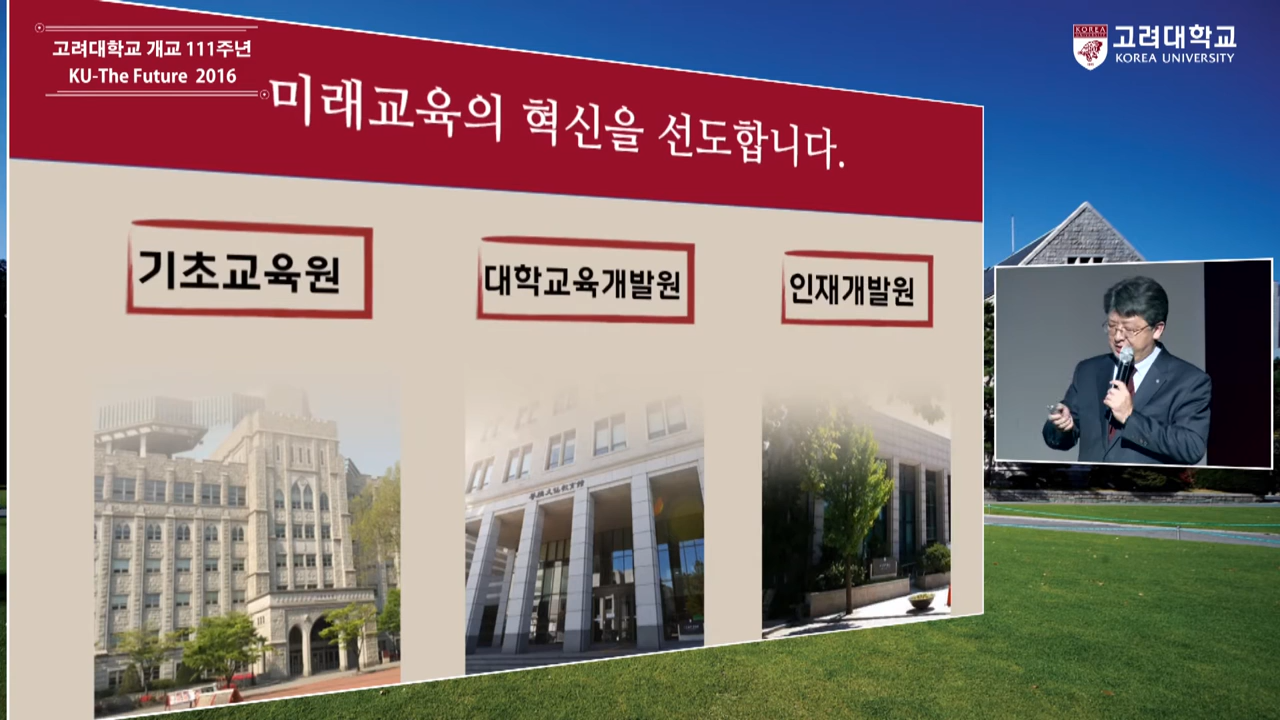 고려대학교 개교 111주년
KU-The Future 2016
KOREA
고려대학교
KOREA UNIVERSITY
미래교육의 혁신을 선도합니다.
기초교육원
대학교육개발원
인재개발원